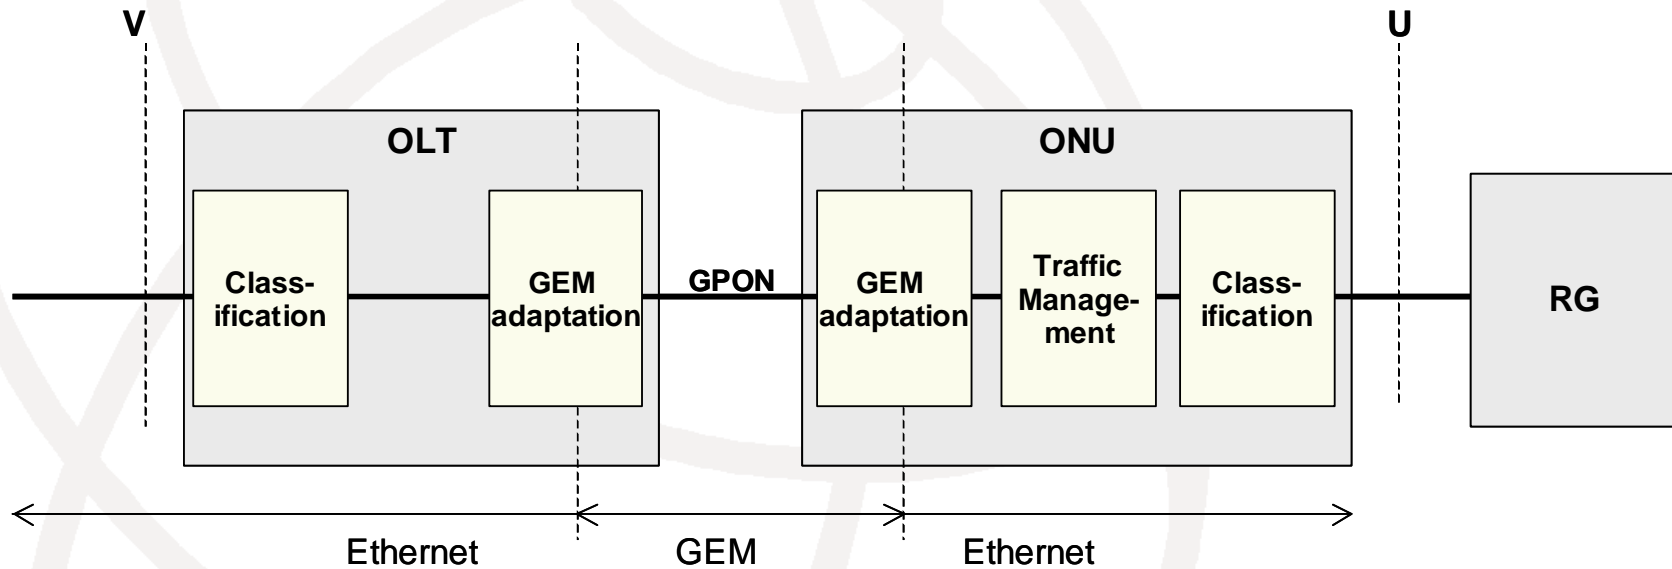 V
U
OLT
ONU
Class-
ification
GEM
adaptation
GPON
GEM
adaptation
Traffic
Manage-
ment
Class-
ification
RG
Ethernet
GEM
Ethernet